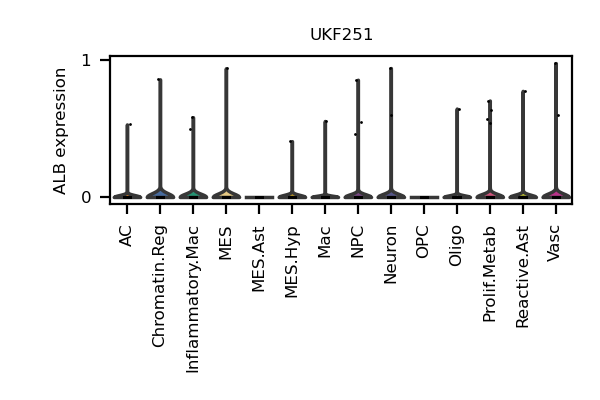 UKF251
ALB expression
1
0
AC
Chromatin.Reg
Inflammatory.Mac
MES
MES.Ast
MES.Hyp
Mac
NPC
Neuron
OPC
Oligo
Prolif.Metab
Reactive.Ast
Vasc